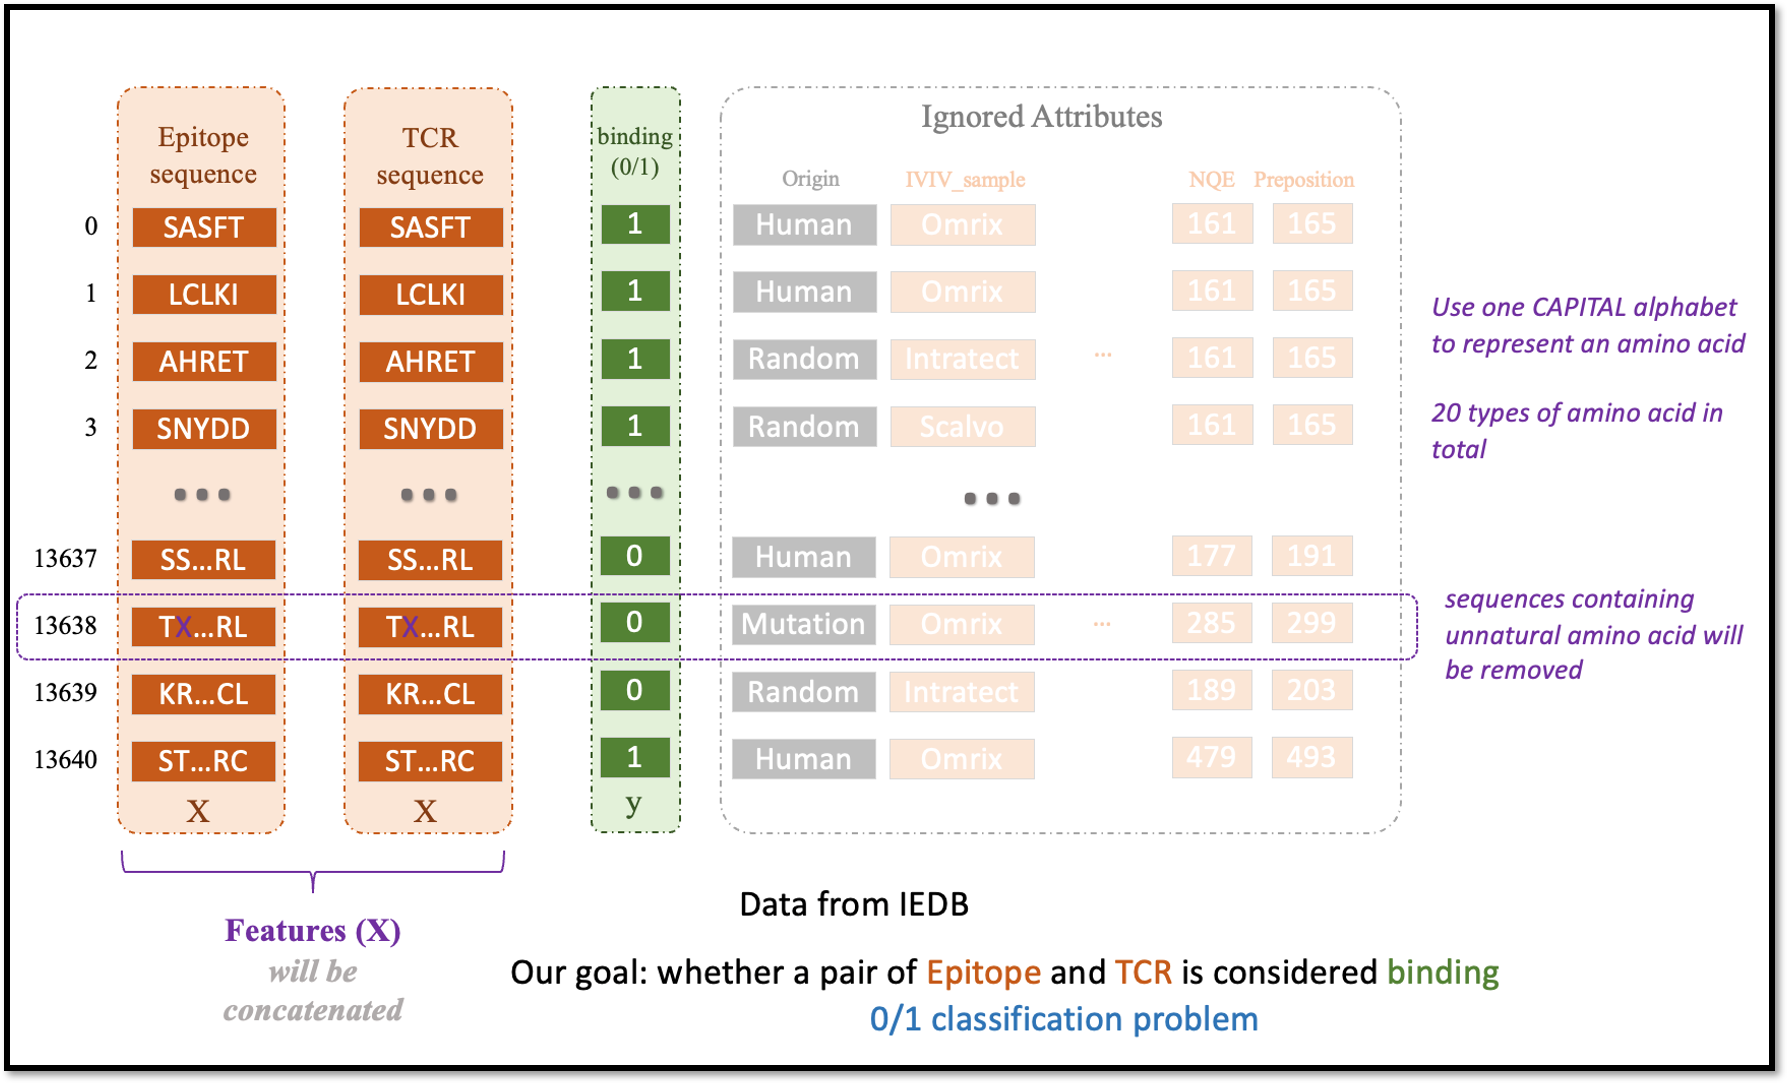 Ignored Attributes
Epitope sequence TCR sequence binding (0/1) Origin IVIV_sample NQE Preposition
0 SASFT SASFT 1 Human Omrix 161 165
1 LCLKI LCLKI 1 Human Omrix 161 165
2 AHRET AHRET 1 Random Intratect ... 161 165
3 SNYDD SNYDD 1 Random Scalvo 161 165
... ... ... ...
13637 SS...RL SS...RL 0 Human Omrix 177 191
13638 TX...RL TX...RL 0 Mutation Omrix ... 285 299
13639 KR...CL KR...CL 0 Random Intratect 189 203
13640 ST...RC ST...RC 1 Human Omrix 479 493
X X y
Use one CAPITAL alphabet
to represent an amino acid
20 types of amino acid in
total
sequences containing
unnatural amino acid will
be removed
Features (X)
will be
concatenated
Data from IEDB
Our goal: whether a pair of Epitope and TCR is considered binding
0/1 classification problem